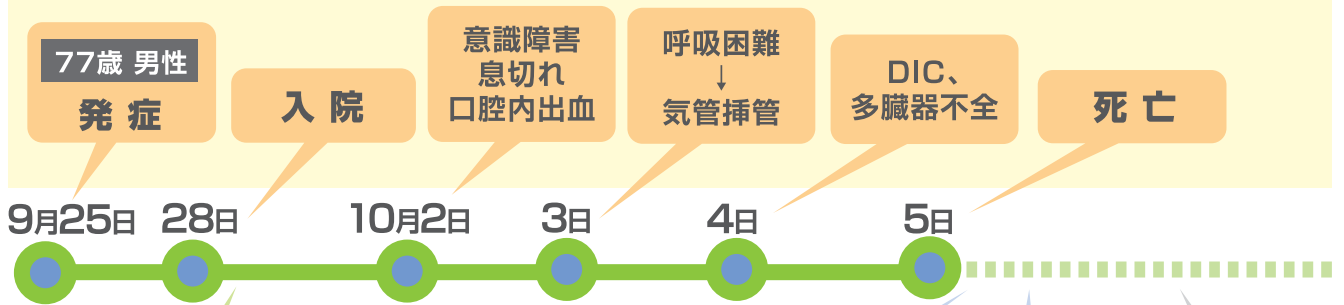 77歳 男性
発 症
入 院
意識障害
息切れ
口腔内出血
呼吸困難
↓
気管挿管
DIC、
多臓器不全
死 亡
9月25日
28日
10月2日
3日
4日
5日